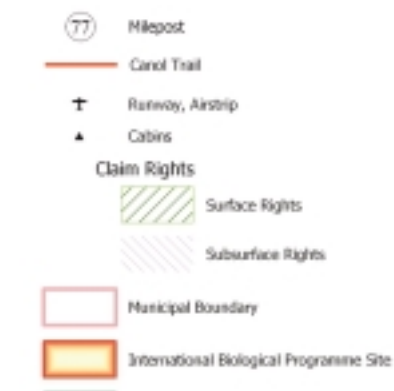 77 Milepost
Canol Trail
Runway, Airstrip
Cabins
Claim Rights
Surface Rights
Subsurface Rights
Municipal Boundary
International Biological Programme Site